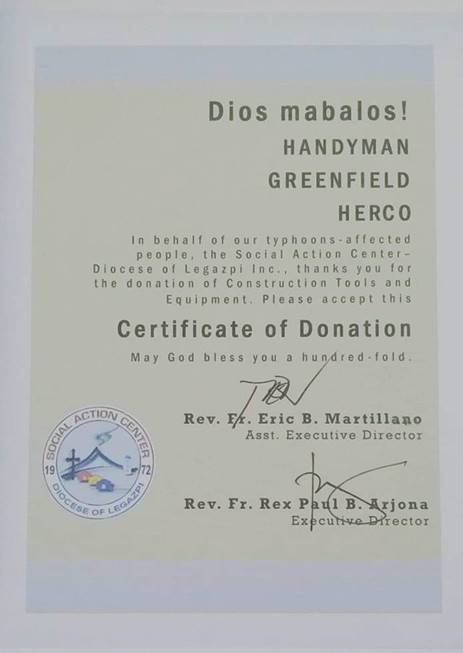 Dios mabalos!
HANDYMAN
GREENFIELD
HERCO
In behalf of our typhoons-affected
people, the Social Action Center–
Diocese of Legazpi Inc., thanks you for
the donation of Construction Tools and
Equipment. Please accept this
Certificate of Donation
May God bless you a hundred-fold.
Rev. Fr. Eric B. Martillano
Asst. Executive Director
SOCIAL ACTION CENTER
19 72
DIOCESE OF LEGAZPI
Rev. Fr. Rex Paul B. Arjona
Executive Director